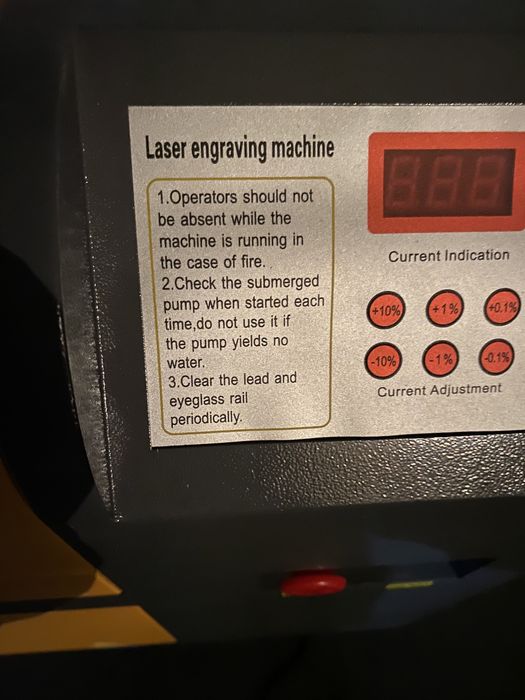 Laser engraving machine
1.Operators should not
be absent while the
machine is running in
the case of fire.
2.Check the submerged
pump when started each
time,do not use it if
the pump yields no
water.
3.Clear the lead and
eyeglass rail
periodically.
Current Indication
+10% +1% +0.1%
-10% -1% -0.1%
Current Adjustment